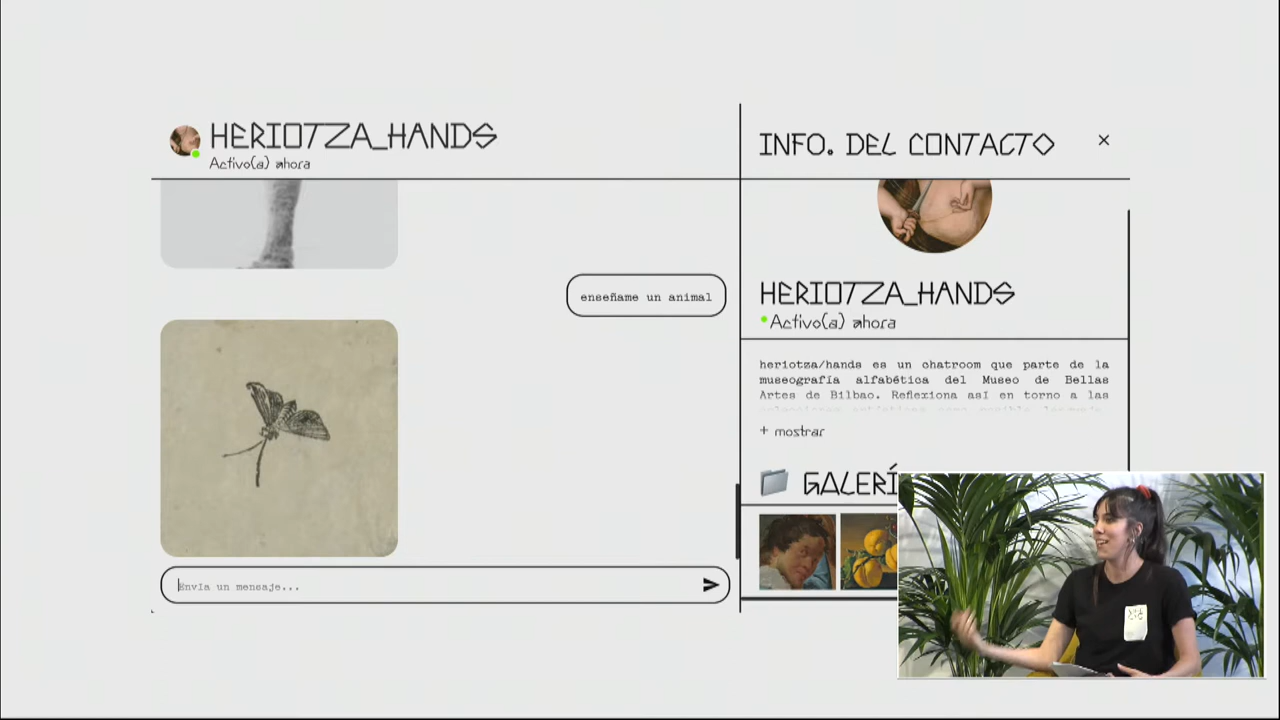 HERIOTZA_HANDS
Activo(a) ahora
enseñame un animal
Envia un mensaje...
INFO. DEL CONTACTO
×
HERIOTZA_HANDS
Activo(a) ahora
heriotza/hands es un chatroom que parte de la
museografía alfabética del Museo de Bellas
Artes de Bilbao. Reflexiona así en torno a las
+ mostrar
GALERÍ